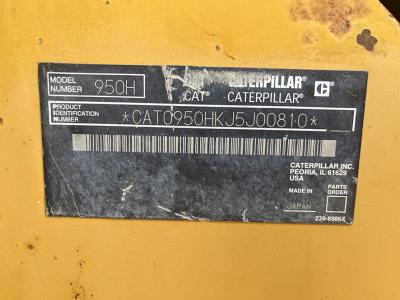 MODEL NUMBER 950H
CATERPILLAR C
CAT CATERPILLAR
PRODUCT IDENTIFICATION NUMBER *CAT0950HKJ5J00810*
CATERPILLAR INC.
PEORIA, IL 61629
USA
MADE IN
JAPAN
PARTS ORDER
239-6986X